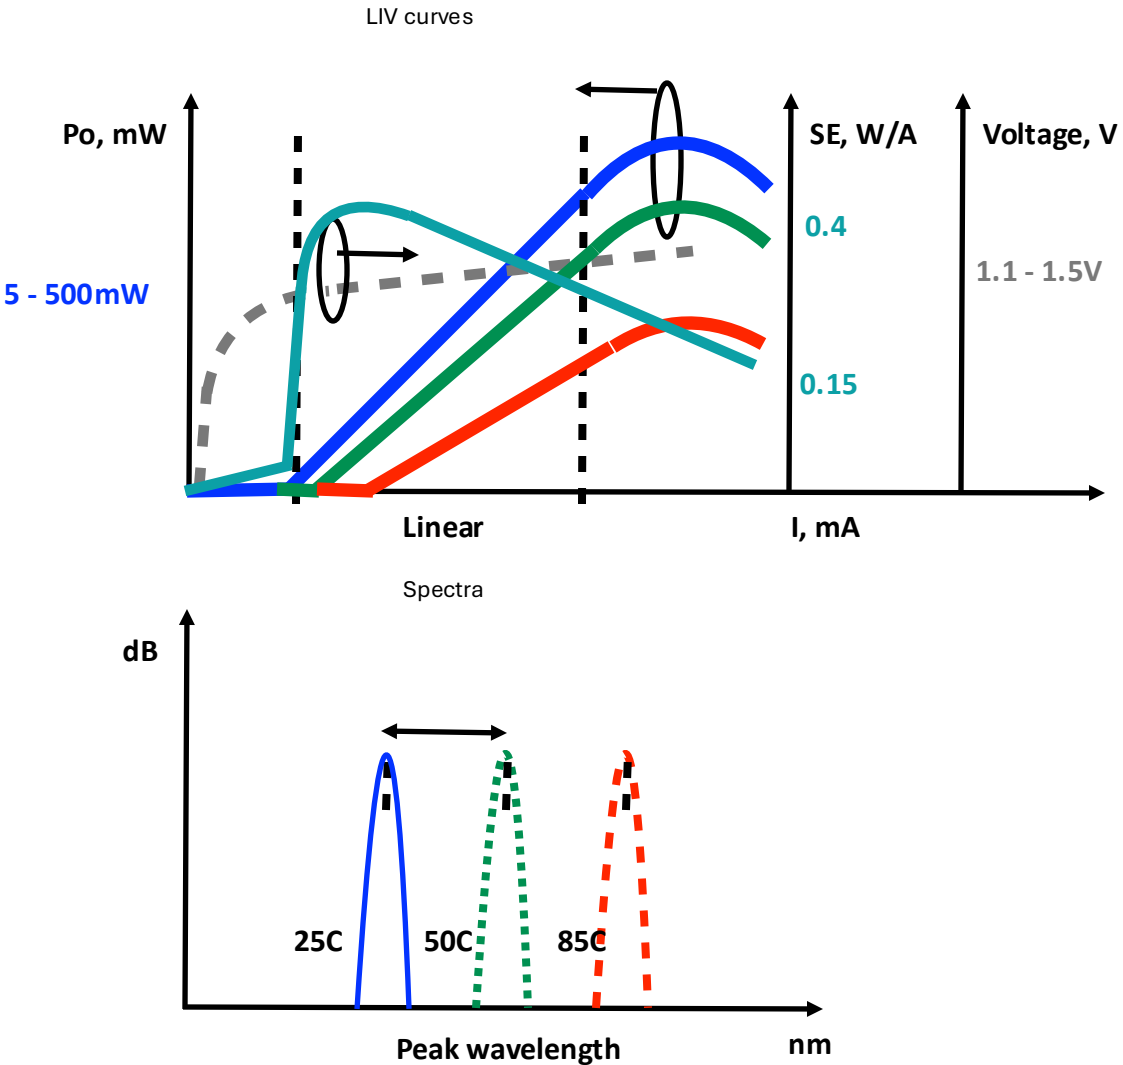 LIV curves
Po, mW
SE, W/A
Voltage, V
0.4
1.1 - 1.5V
5 - 500mW
0.15
Linear
I, mA
Spectra
dB
25C
50C
85C
Peak wavelength
nm